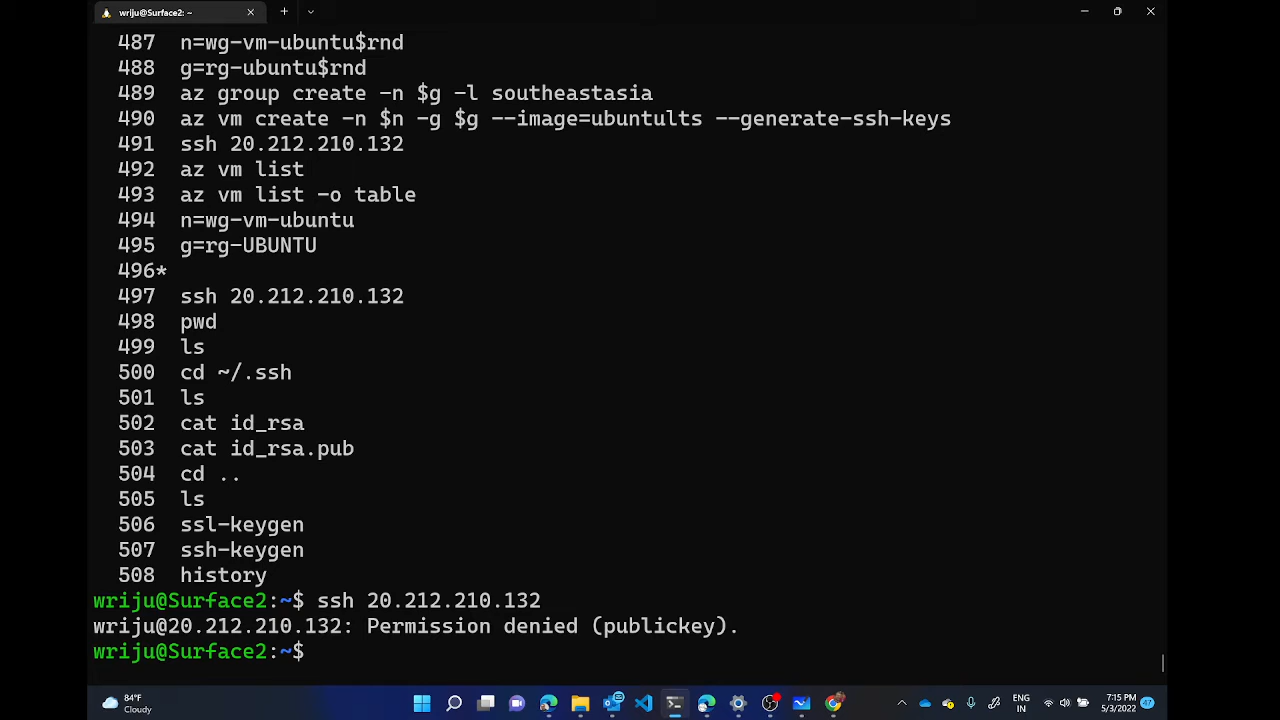 wriju@Surface2: ~
487 n=wg-vm-ubuntu$rnd
488 g=rg-ubuntu$rnd
489 az group create -n $g -l southeastasia
490 az vm create -n $n -g $g --image=ubuntults --generate-ssh-keys
491 ssh 20.212.210.132
492 az vm list
493 az vm list -o table
494 n=wg-vm-ubuntu
495 g=rg-UBUNTU
496*
497 ssh 20.212.210.132
498 pwd
499 ls
500 cd ~/.ssh
501 ls
502 cat id_rsa
503 cat id_rsa.pub
504 cd ..
505 ls
506 ssl-keygen
507 ssh-keygen
508 history
wriju@Surface2:~$ ssh 20.212.210.132
wriju@20.212.210.132: Permission denied (publickey).
wriju@Surface2:~$
84°F
Cloudy
ENG
IN
7:15 PM
5/3/2022
47